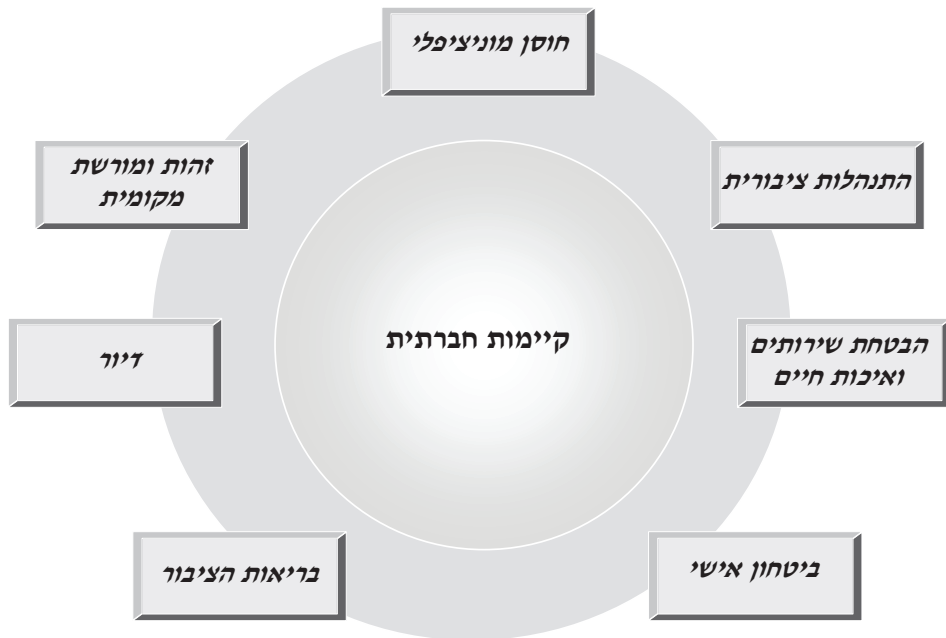 חוסן מוניציפלי
התנהלות ציבורית
הבטחת שירותים
ואיכות חיים
ביטחון אישי
בריאות הציבור
דיור
זהות ומורשת
מקומית
קיימות חברתית